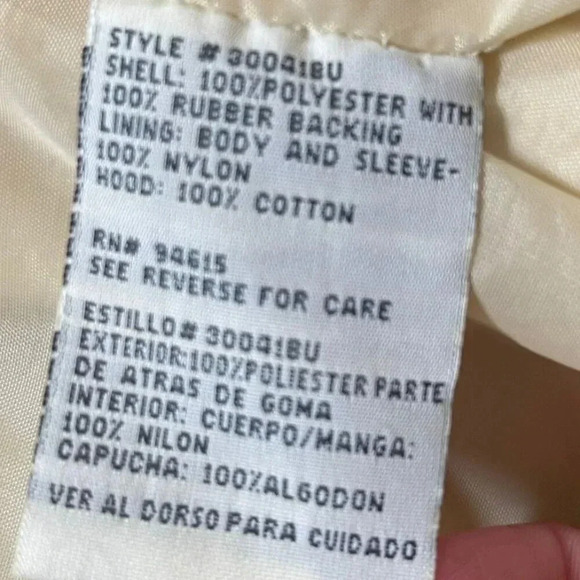 STYLE # 300418U
SHELL: 100%POLYESTER WITH
100% RUBBER BACKING
LINING: BODY AND SLEEVE-
100% NYLON
HOOD: 100% COTTON
RN# 94615
SEE REVERSE FOR CARE
ESTILLO# 300418U
EXTERIOR:100%POLIESTER PARTE
DE ATRAS DE GOMA
INTERIOR: CUERPO/MANGA:
100% NILON
CAPUCHA: 100%ALGODON
VER AL DORSO PARA CUIDADO